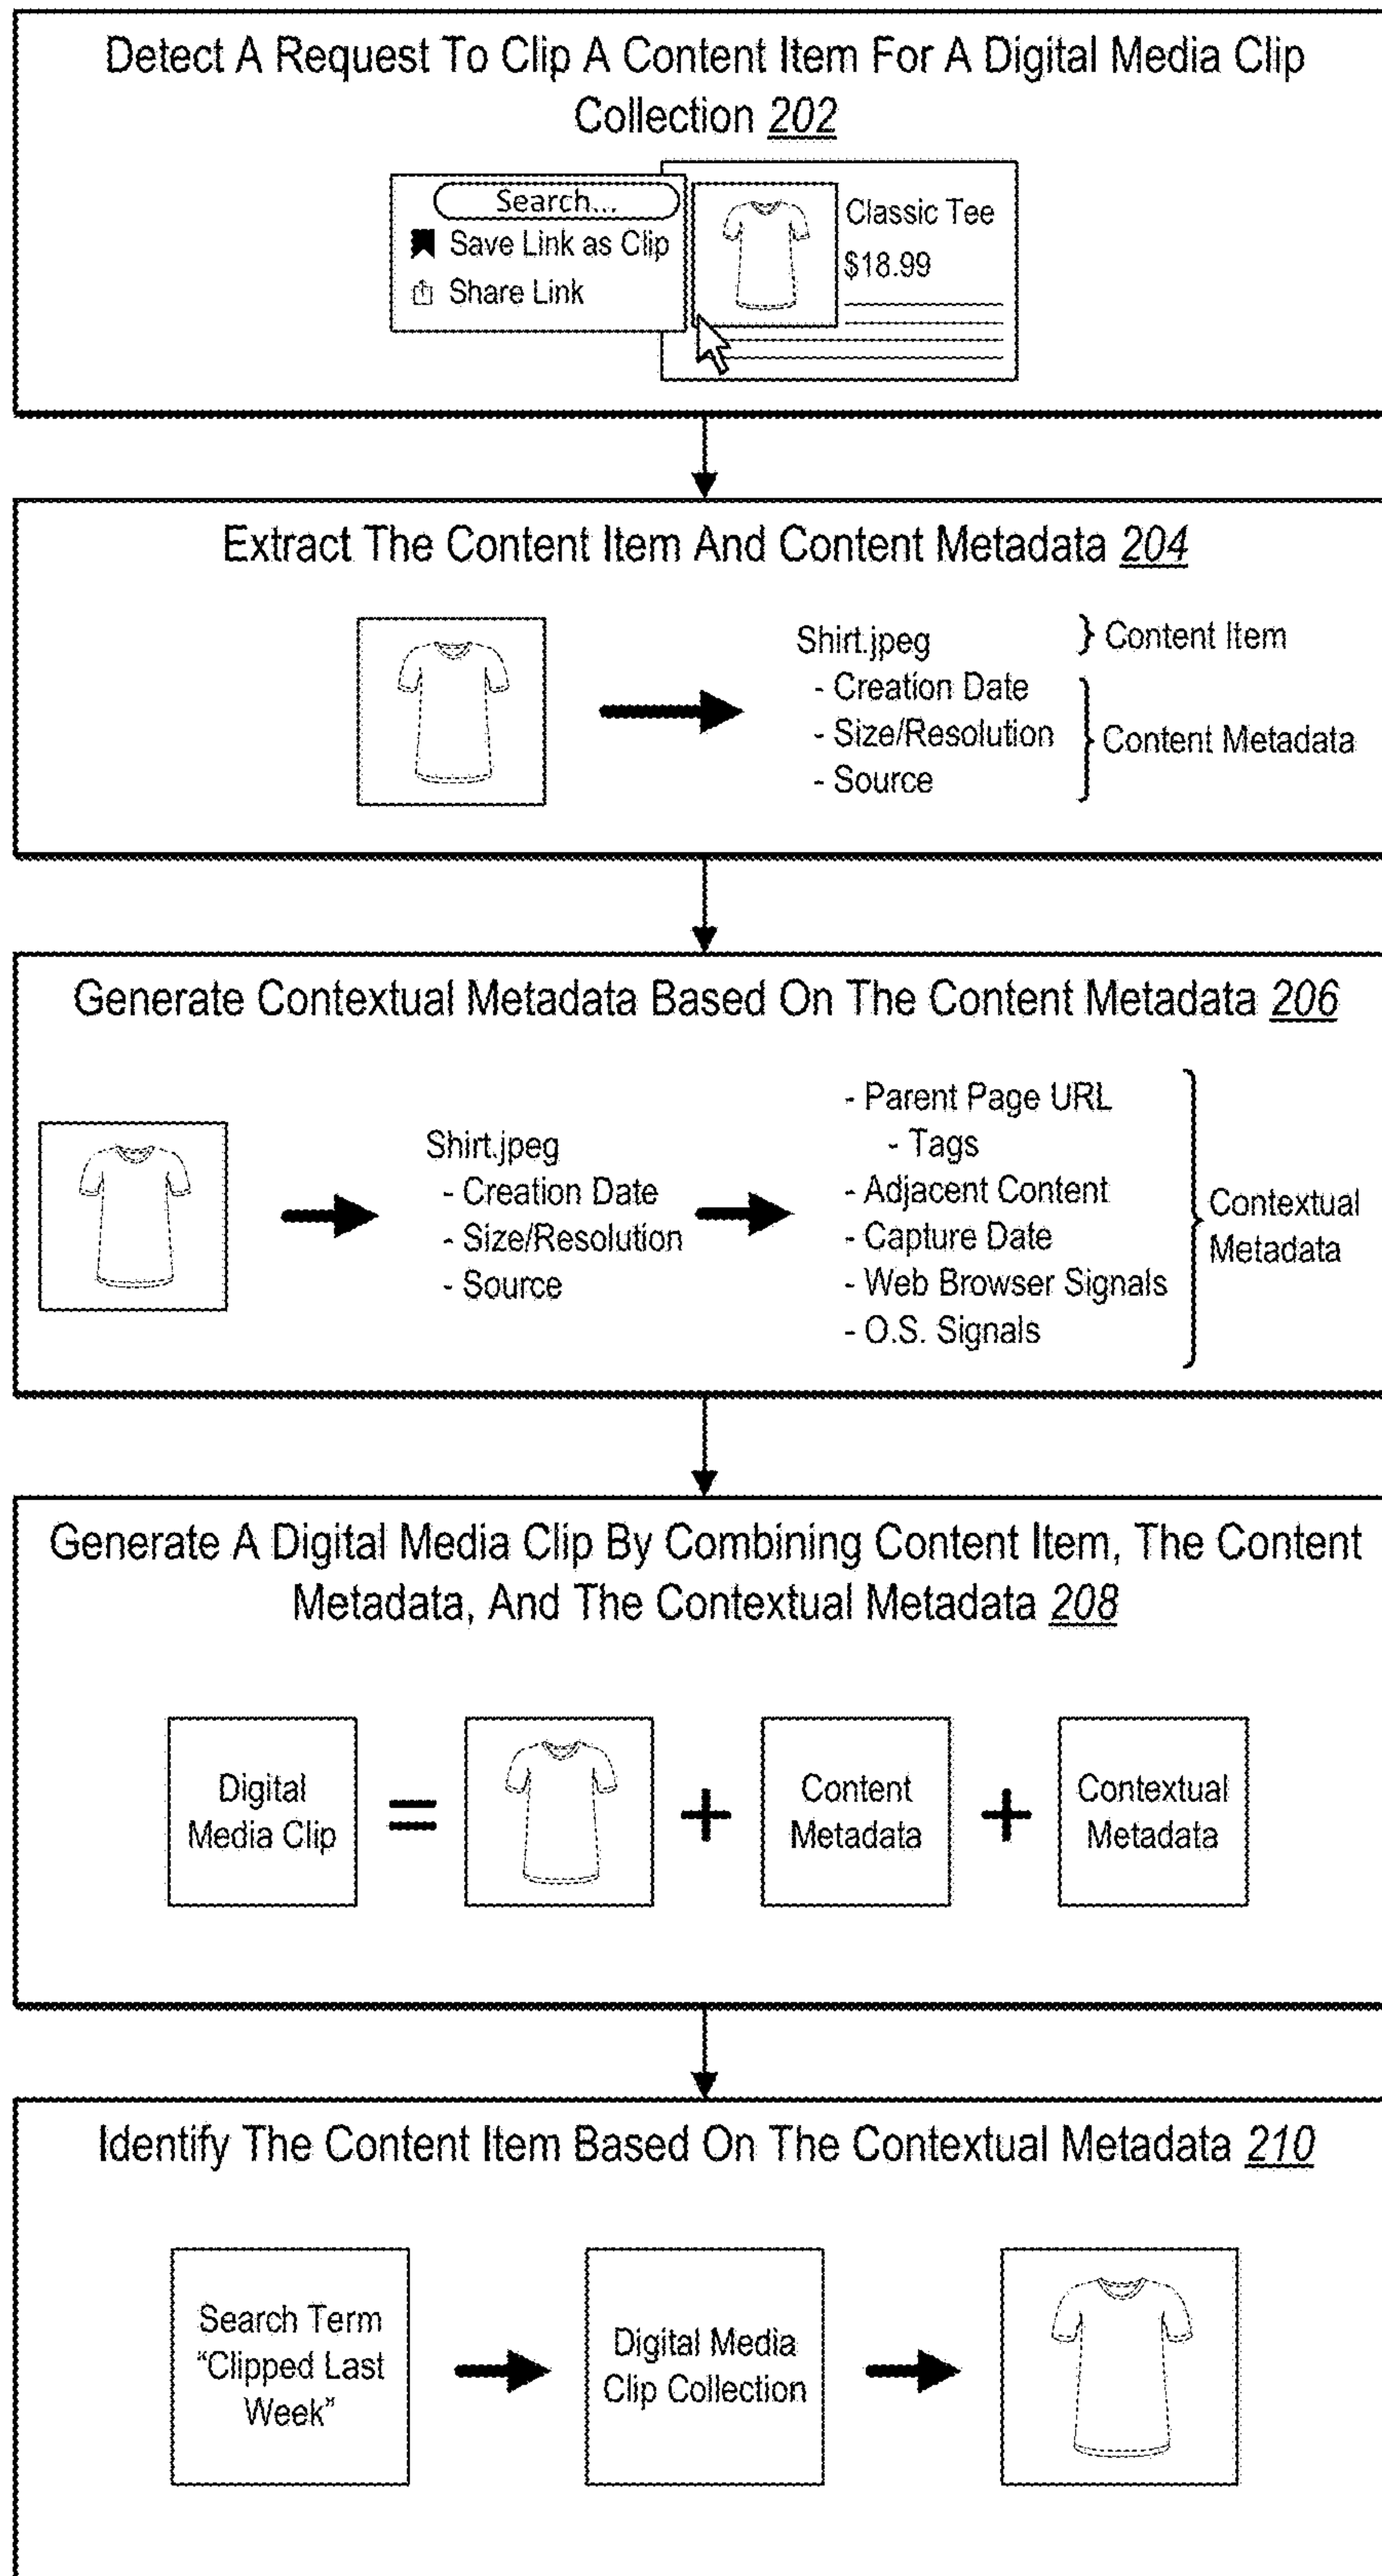 Detect A Request To Clip A Content Item For A Digital Media Clip
Collection 202
Search...
Save Link as Clip
Share Link
Classic Tee
$18.99
Extract The Content Item And Content Metadata 204
Shirt.jpeg
- Creation Date
- Size/Resolution
- Source
} Content Item
} Content Metadata
Generate Contextual Metadata Based On The Content Metadata 206
Shirt.jpeg
- Creation Date
- Size/Resolution
- Source
- Parent Page URL
- Tags
- Adjacent Content
- Capture Date
- Web Browser Signals
- O.S. Signals
Contextual
Metadata
Generate A Digital Media Clip By Combining Content Item, The Content
Metadata, And The Contextual Metadata 208
Digital
Media Clip
=
+
Content
Metadata
+
Contextual
Metadata
Identify The Content Item Based On The Contextual Metadata 210
Search Term
“Clipped Last
Week”
Digital Media
Clip Collection